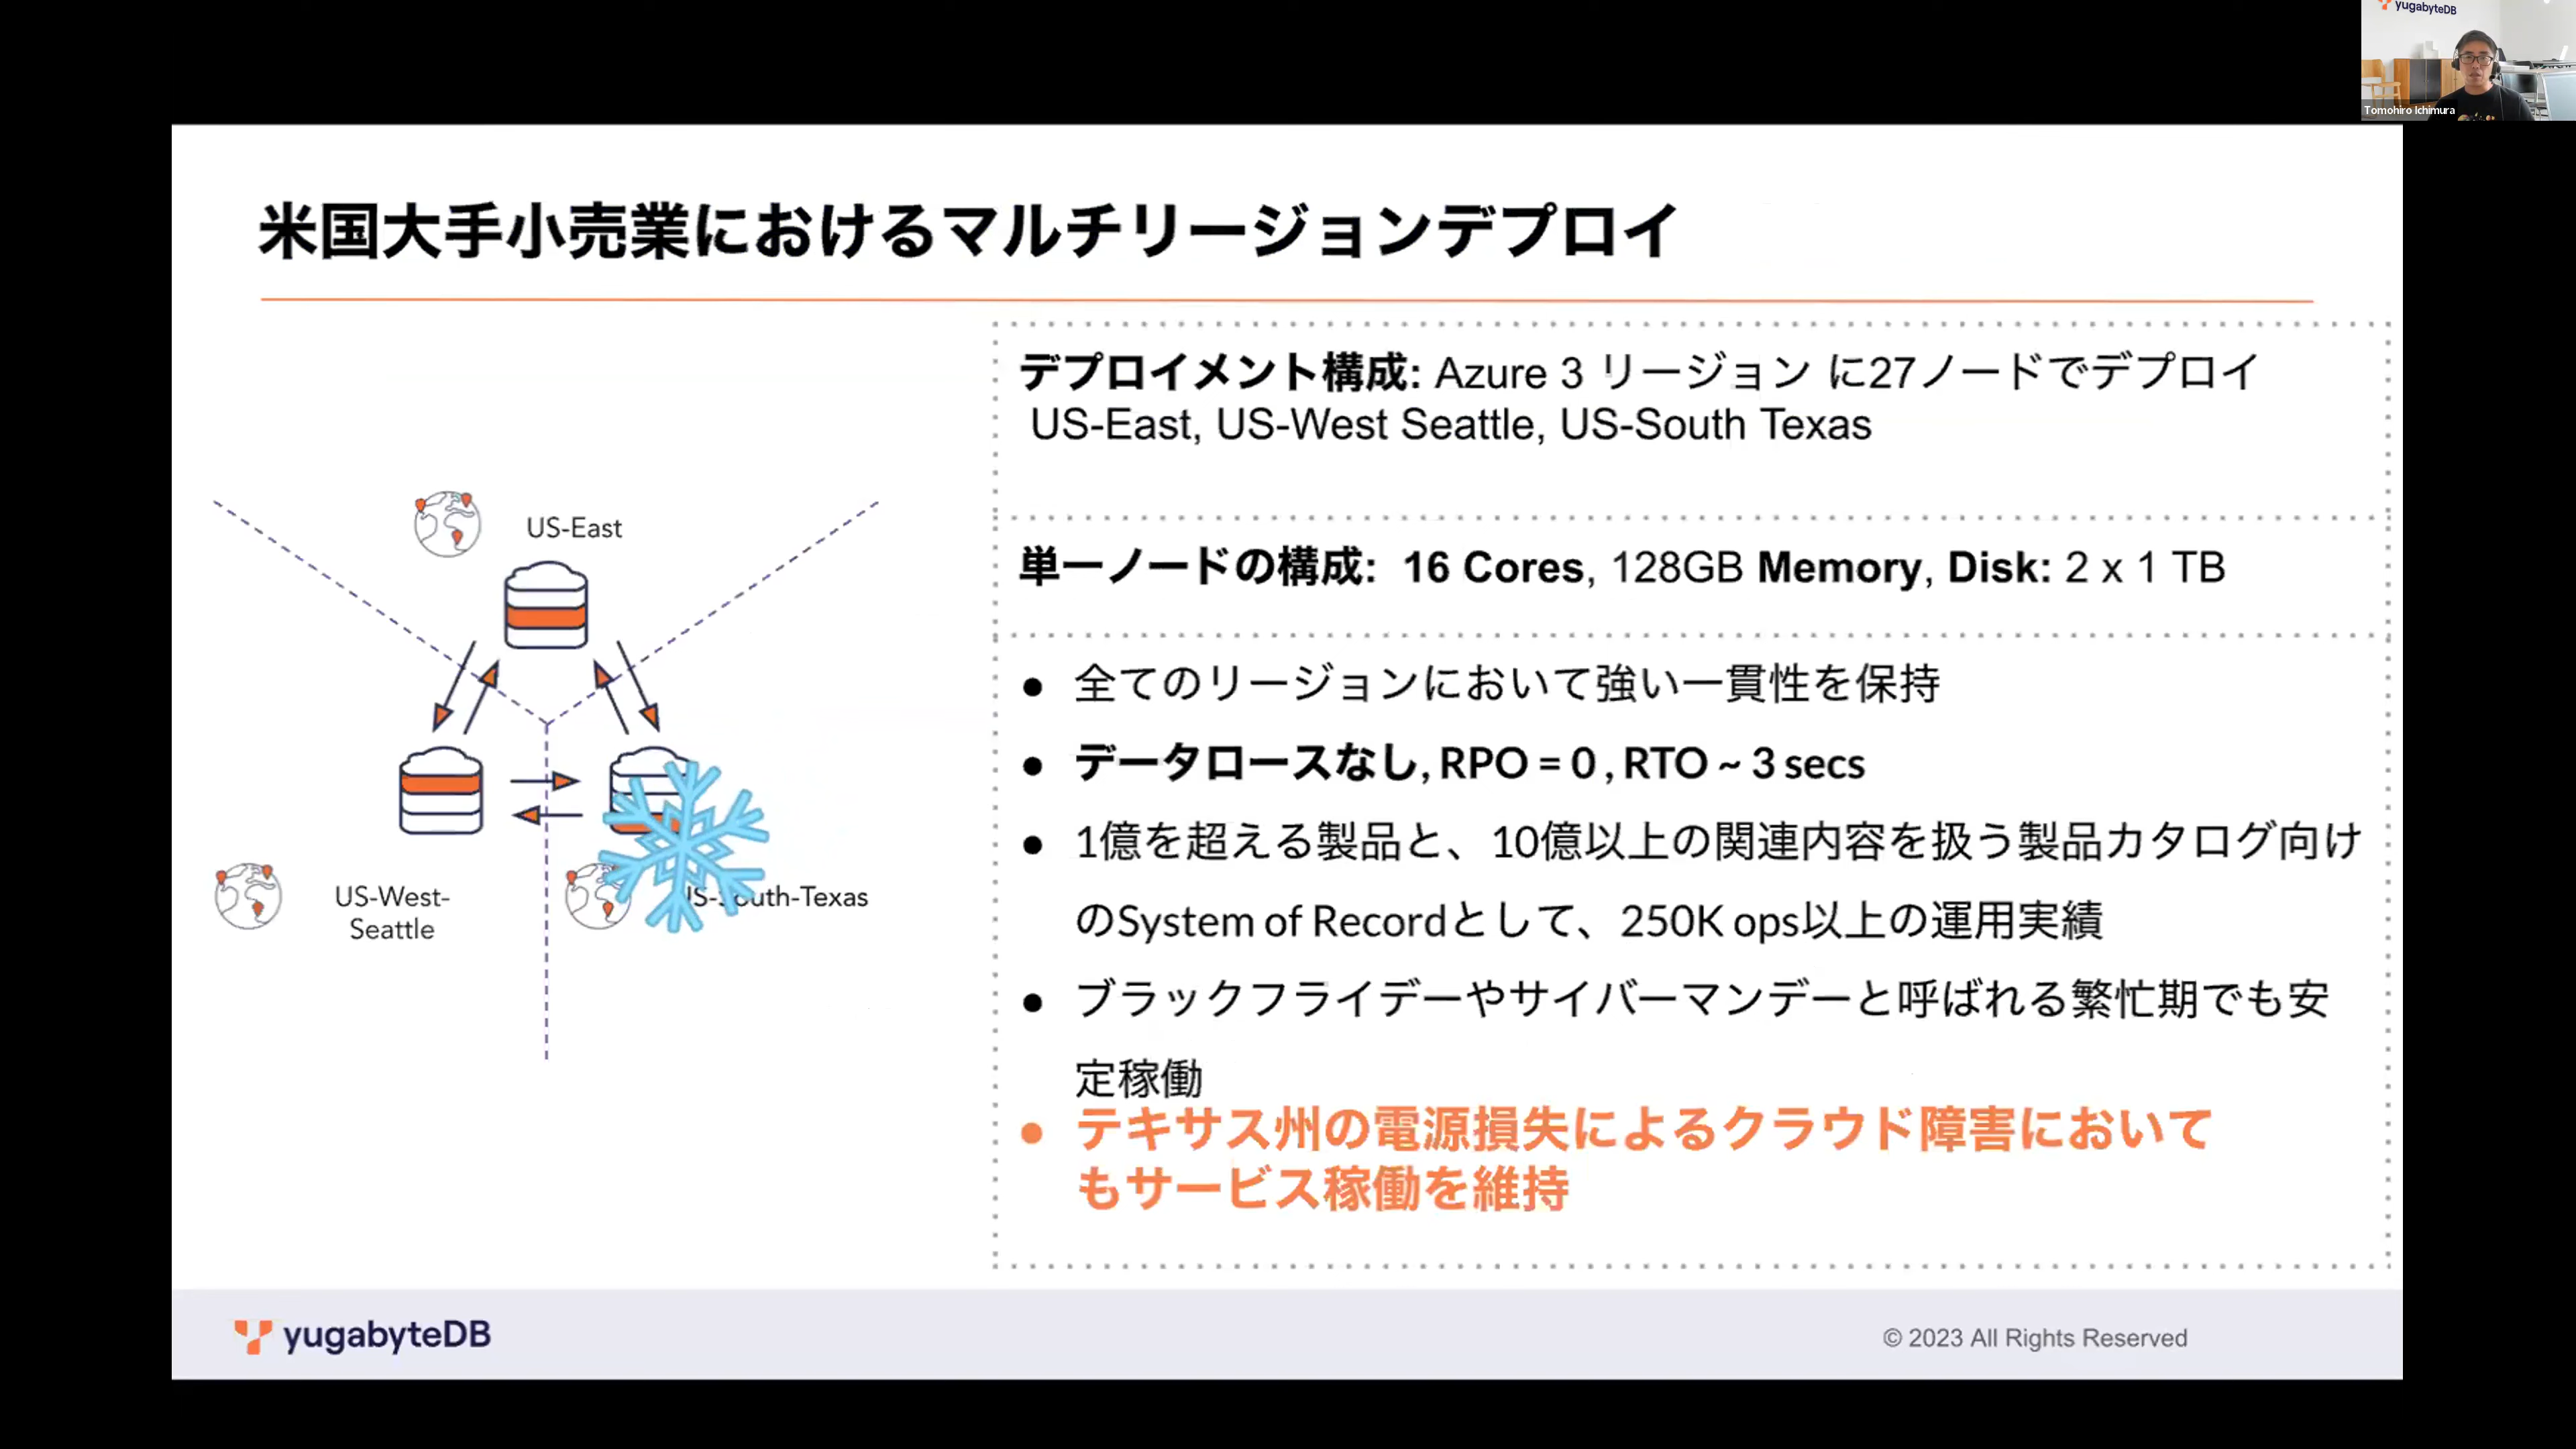 yugabyteDB
Tomohiro Ichimura
米国大手小売業におけるマルチリージョンデプロイ
US-East
US-West-
Seattle
US-South-Texas
デプロイメント構成: Azure 3 リージョン に27ノードでデプロイ
US-East, US-West Seattle, US-South Texas
単一ノードの構成: 16 Cores, 128GB Memory, Disk: 2 x 1 TB
● 全てのリージョンにおいて強い一貫性を保持
● データロースなし, RPO = 0 , RTO ~ 3 secs
● 1億を超える製品と、10億以上の関連内容を扱う製品カタログ向け
のSystem of Recordとして、250K ops以上の運用実績
● ブラックフライデーやサイバーマンデーと呼ばれる繁忙期でも安
定稼働
● テキサス州の電源損失によるクラウド障害において
もサービス稼働を維持
yugabyteDB
© 2023 All Rights Reserved